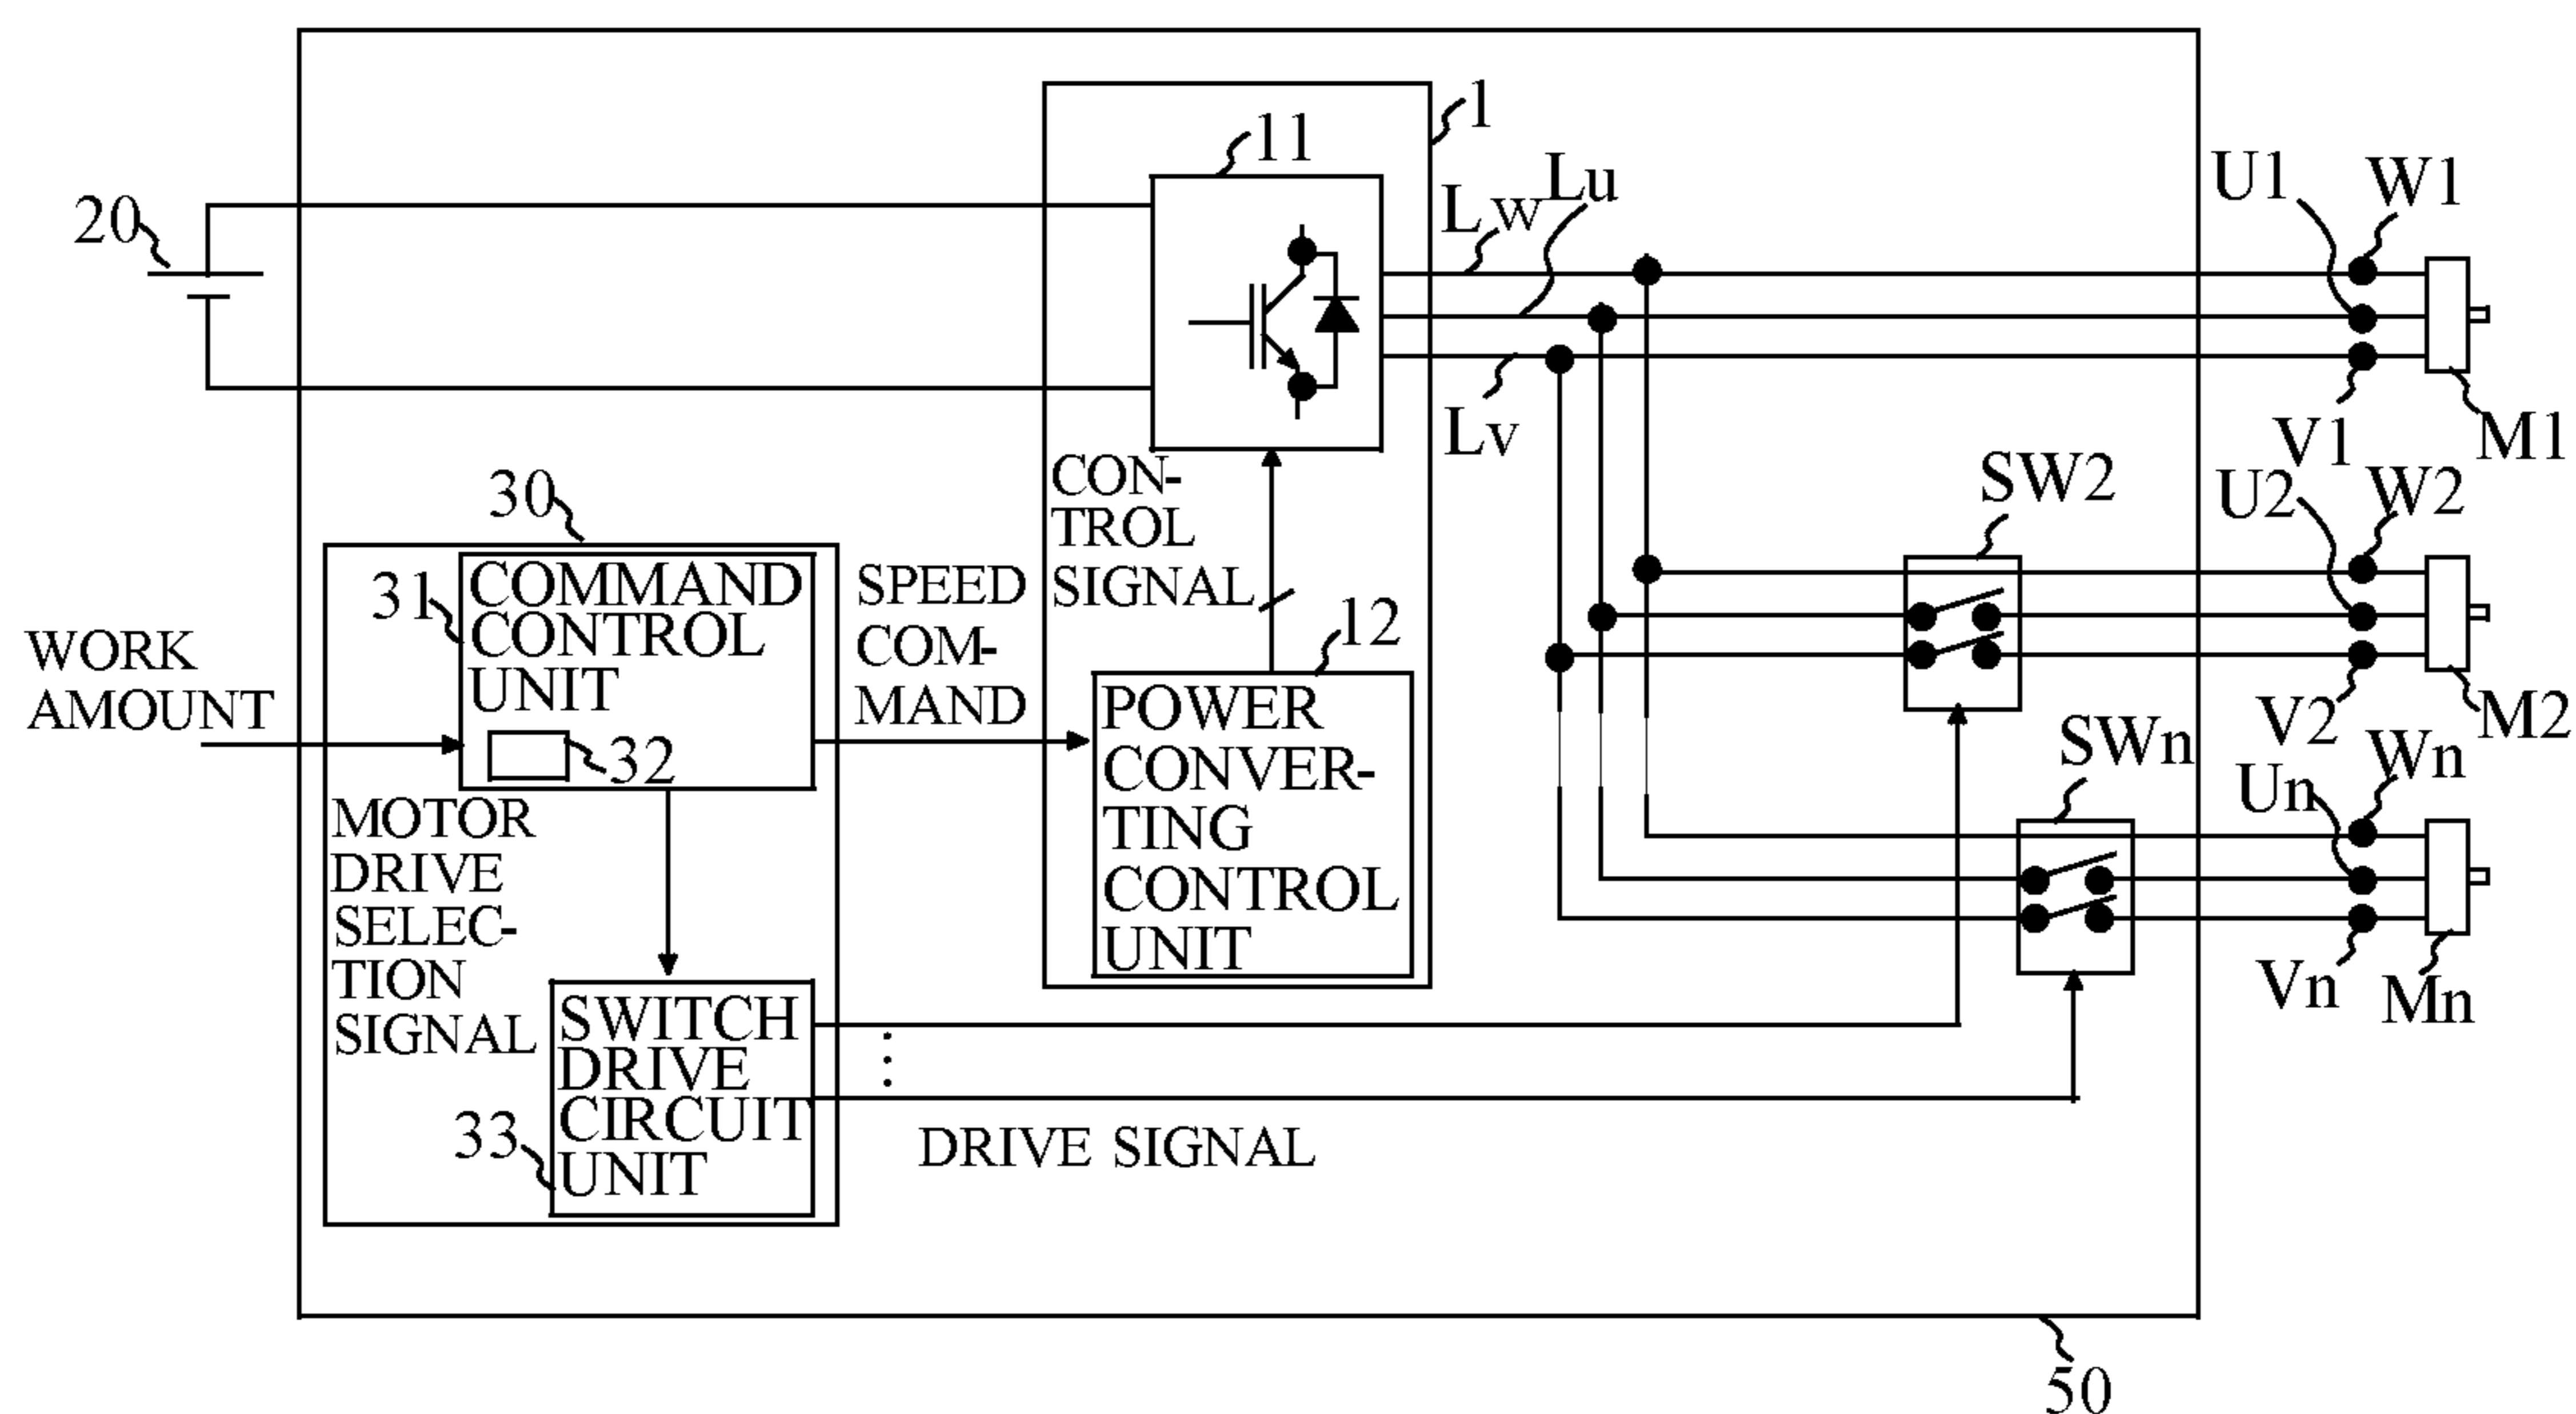 1
11
Lw
Lu
U1
W1
20
Lv
V1
M1
CON-
TROL
SIGNAL
30
SW2
U2
W2
31
COMMAND
CONTROL
UNIT
32
SPEED
COM-
MAND
12
WORK
AMOUNT
POWER
CONVER-
TING
CONTROL
UNIT
V2
M2
SWn
Un
Wn
MOTOR
DRIVE
SELEC-
TION
SIGNAL
Vn
Mn
SWITCH
DRIVE
CIRCUIT
UNIT
33
DRIVE SIGNAL
50